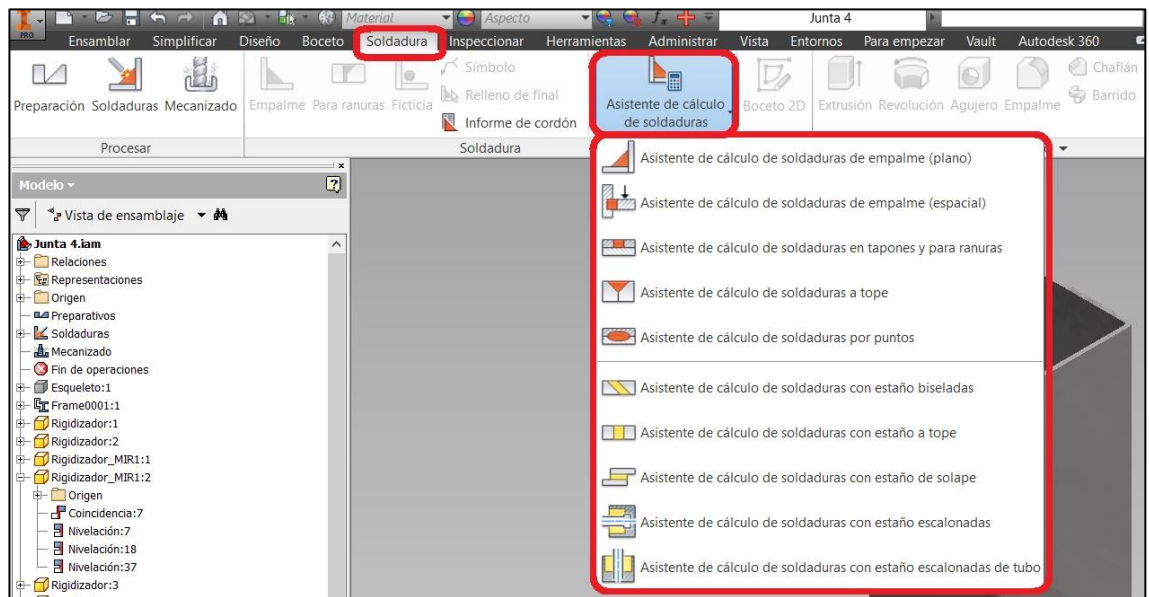 PRO
Material
Aspecto
Junta 4
Ensamblar Simplificar Diseño Boceto Soldadura Inspeccionar Herramientas Administrar Vista Entornos Para empezar Vault Autodesk 360
Preparación Soldaduras Mecanizado
Empalme Para ranuras Ficticia
Símbolo
Relleno de final
Informe de cordón
Asistente de cálculo
de soldaduras
Boceto 2D
Extrusión Revolución Agujero Empalme
Chaflán
Barrido
Procesar
Soldadura
Modelo
Vista de ensamblaje
Junta 4.iam
Relaciones
Representaciones
Origen
Preparativos
Soldaduras
Mecanizado
Fin de operaciones
Esqueleto:1
Frame0001:1
Rigidizador:1
Rigidizador:2
Rigidizador_MIR1:1
Rigidizador_MIR1:2
Origen
Coincidencia:7
Nivelación:7
Nivelación:18
Nivelación:37
Rigidizador:3
Asistente de cálculo de soldaduras de empalme (plano)
Asistente de cálculo de soldaduras de empalme (espacial)
Asistente de cálculo de soldaduras en tapones y para ranuras
Asistente de cálculo de soldaduras a tope
Asistente de cálculo de soldaduras por puntos
Asistente de cálculo de soldaduras con estaño biseladas
Asistente de cálculo de soldaduras con estaño a tope
Asistente de cálculo de soldaduras con estaño de solape
Asistente de cálculo de soldaduras con estaño escalonadas
Asistente de cálculo de soldaduras con estaño escalonadas de tubo